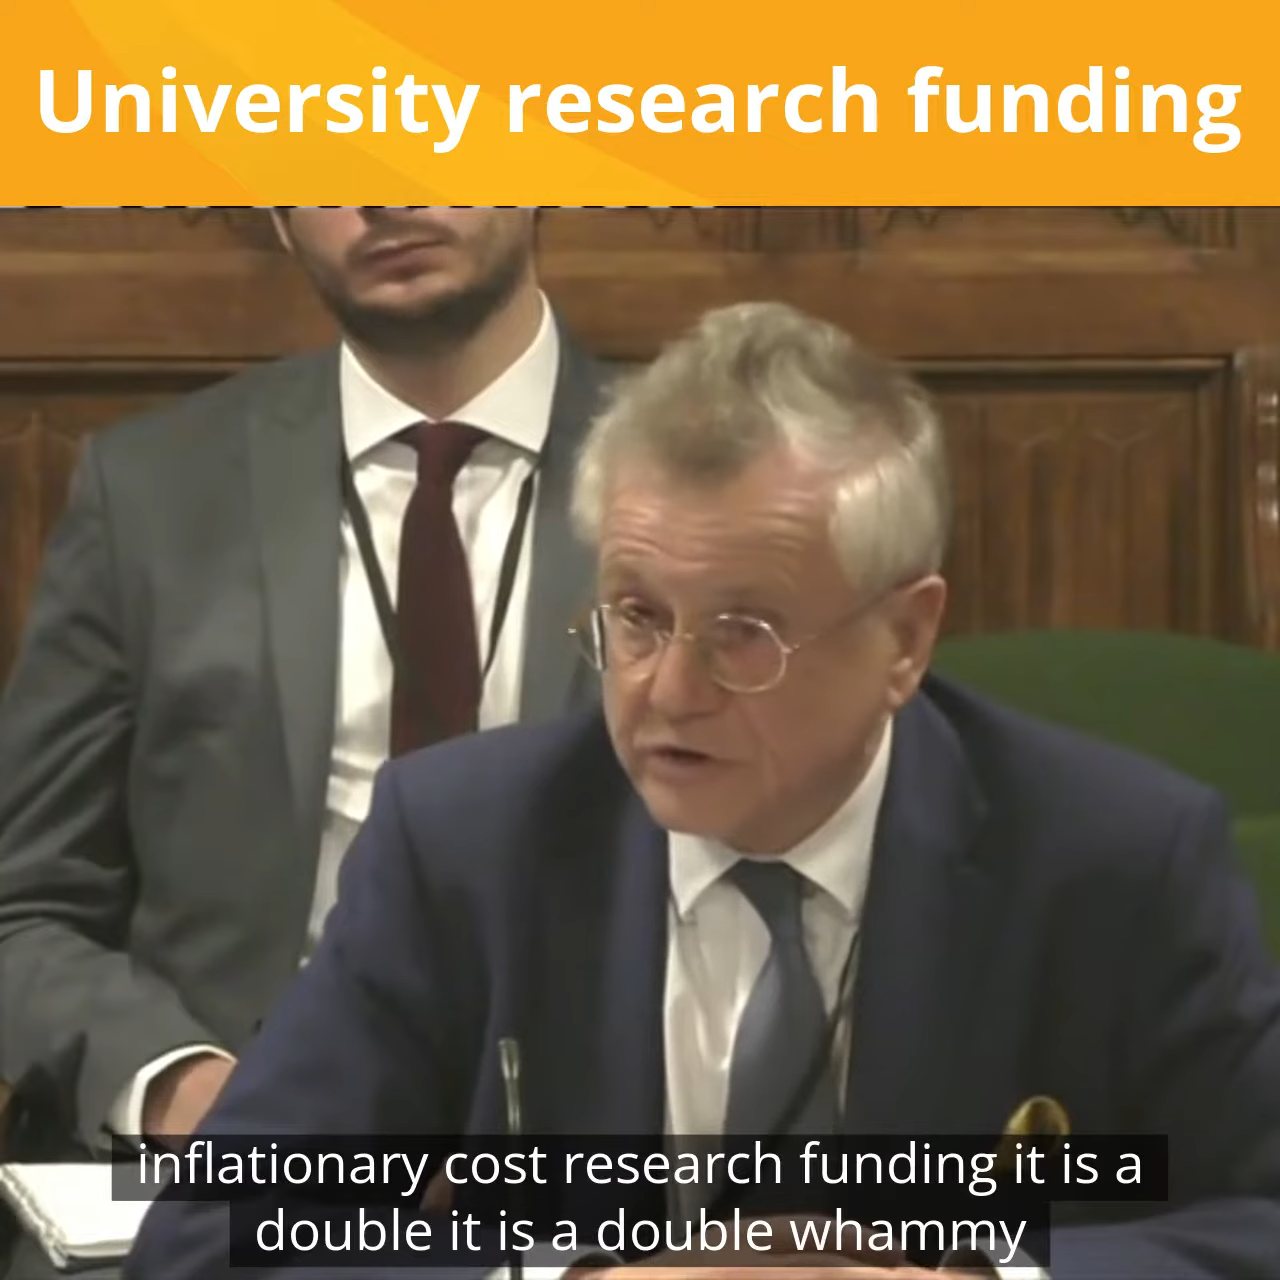 University research funding
inflationary cost research funding it is a
double it is a double whammy